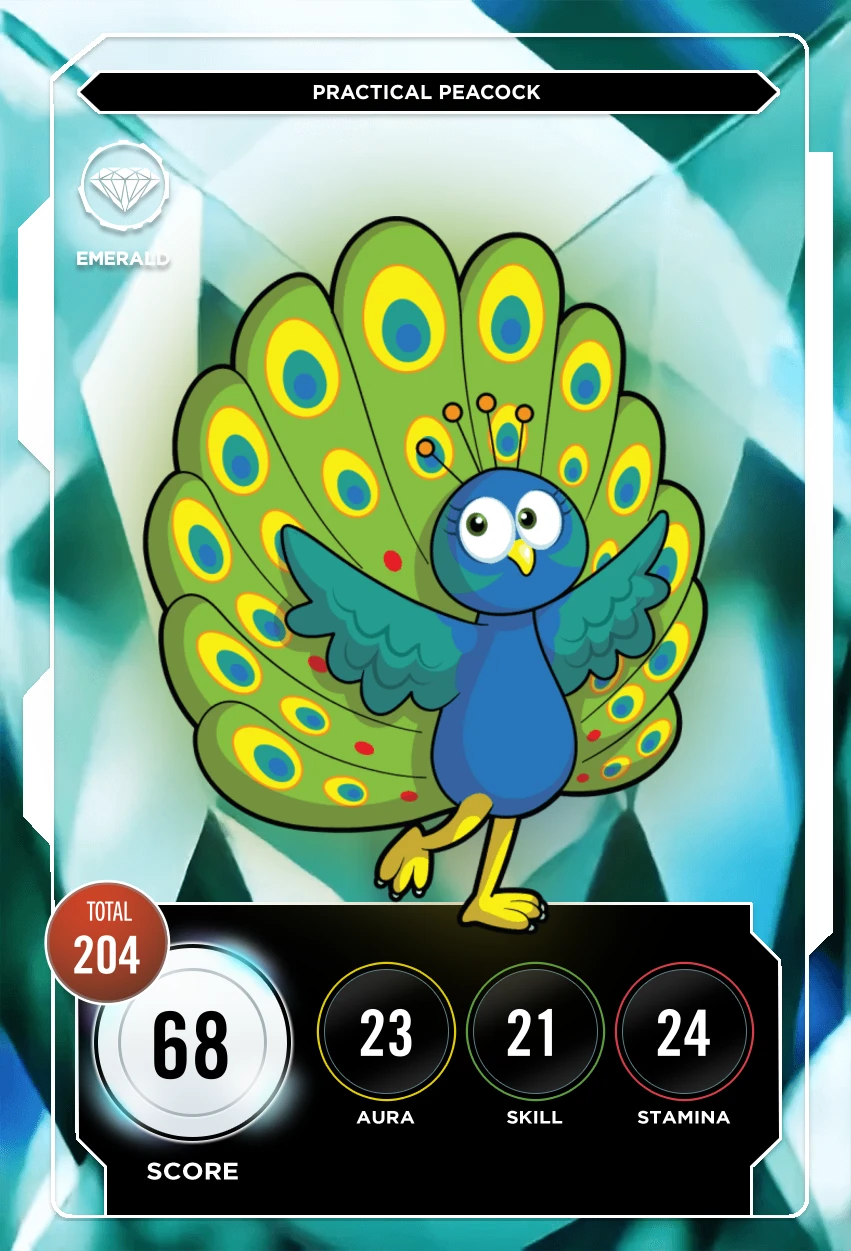 PRACTICAL PEACOCK
EMERALD
TOTAL
204
68
SCORE
23
AURA
21
SKILL
24
STAMINA